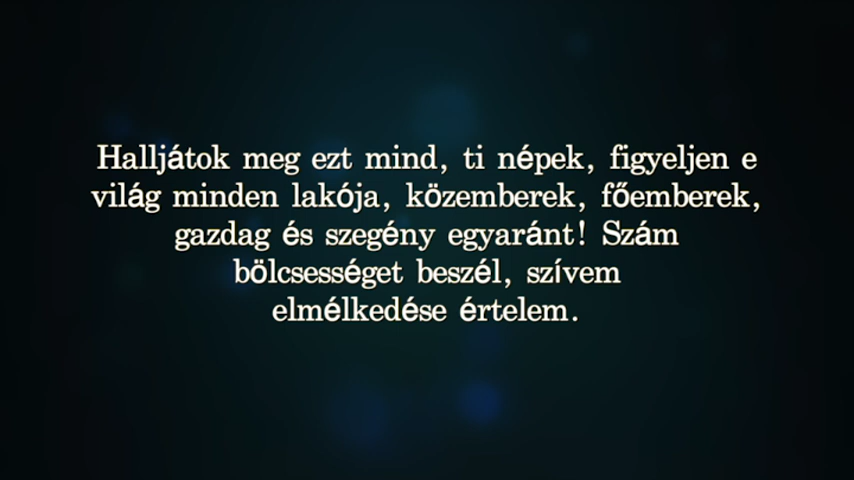 Halljátok meg ezt mind, ti népek, figyeljen e
világ minden lakója, közemberek, főemberek,
gazdag és szegény egyaránt! Szám
bölcsességet beszél, szívem
elmélkedése értelem.